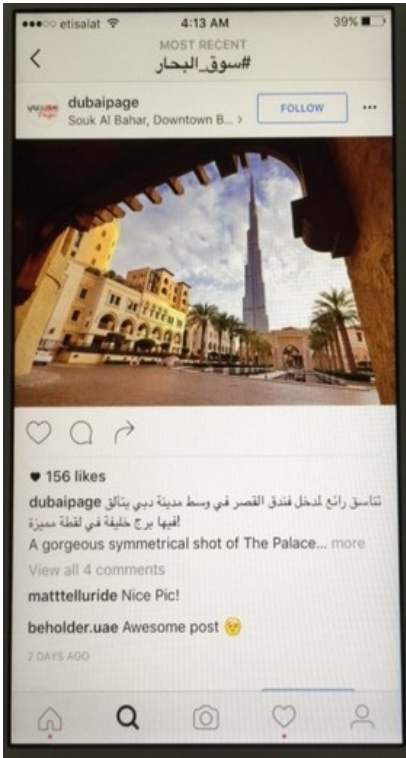 etisalat 4:13 AM 39%
MOST RECENT
#سوق_البحار
dubaipage
Souk Al Bahar, Downtown B... >
FOLLOW
156 likes
dubaipage تناسق رائع لمدخل فندق القصر في وسط مدينة دبي يتألق
فيها برج خليفة في لقطة مميزة!
A gorgeous symmetrical shot of The Palace... more
View all 4 comments
matttelluride Nice Pic!
beholder.uae Awesome post 😉
2 DAYS AGO